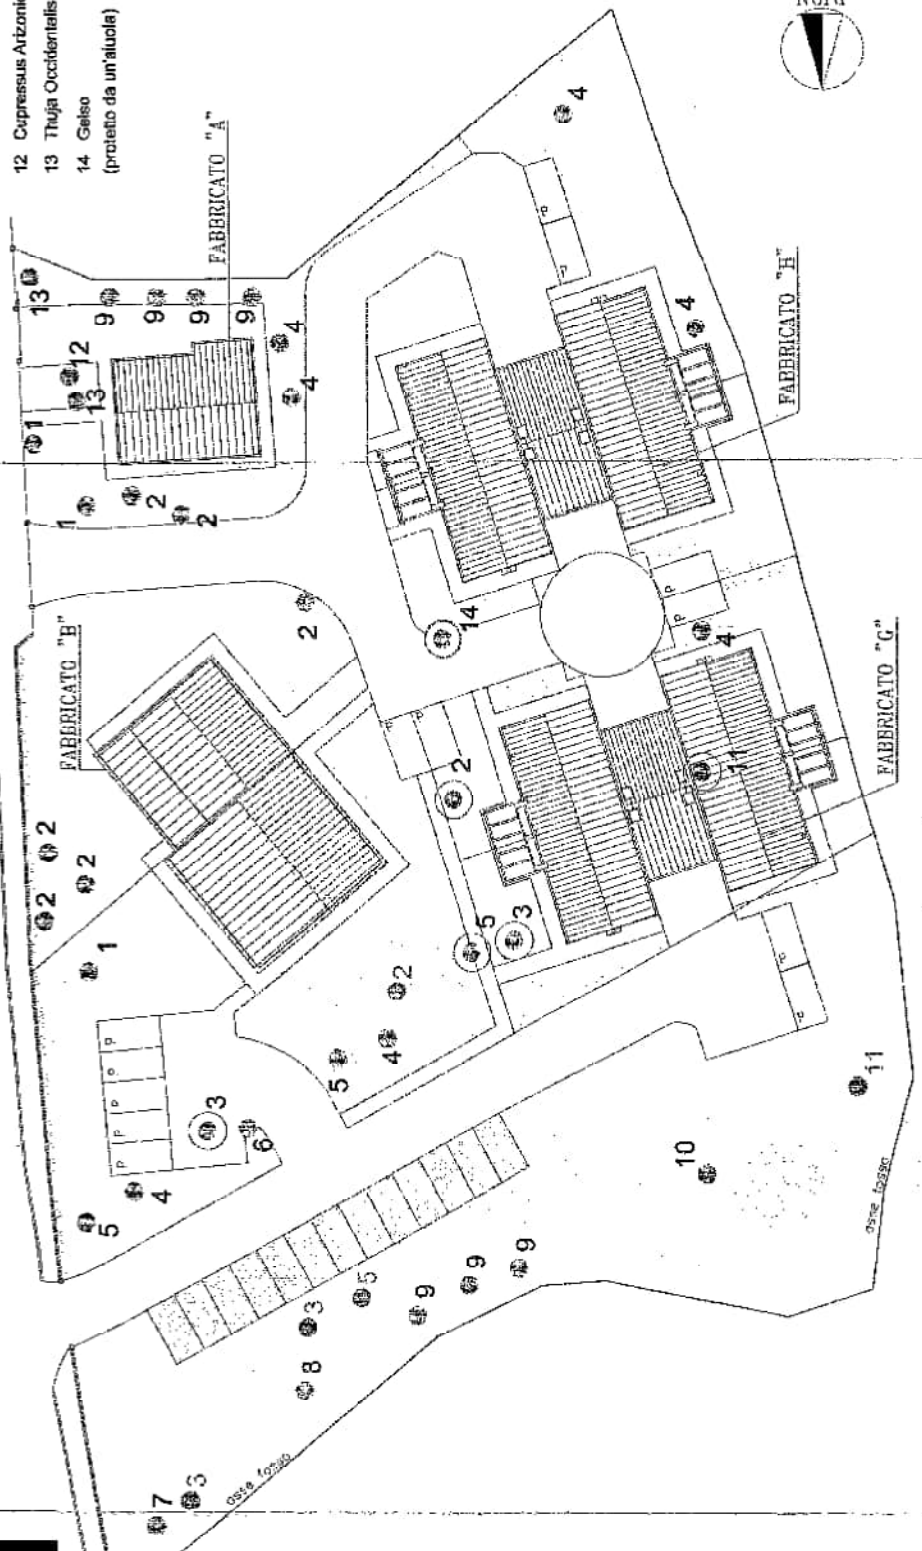 12 Cupressus Arizonic
13 Thuja Occidentalis
14 Gelso
(protetto da un'aiuola)
FABBRICATO "A"
FABBRICATO "B"
FABBRICATO "H"
FABBRICATO "G"
4
13
9
9
9
9
12
13
1
4
4
1
2
2
4
2
14
4
P
P
P
P
P
P
2
2
2
2
11
1
5
3
2
4
5
P
P
P
P
P
P
P
3
6
4
5
11
10
asse fosso
9
9
9
5
3
8
asse fosso
3
7